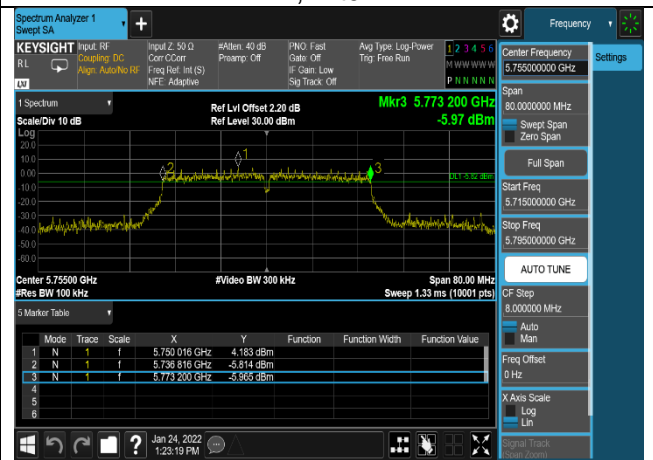 Spectrum Analyzer 1
Swept SA
+
Frequency
KEYSIGHT
RL
LXI
Input: RF
Coupling: DC
Align: Auto/No RF
Input Z: 50 Ω
Corr CCorr
Freq Ref: Int (S)
NFE: Adaptive
#Atten: 40 dB
Preamp: Off
PNO: Fast
Gate: Off
IF Gain: Low
Sig Track: Off
Avg Type: Log-Power
Trig: Free Run
1 2 3 4 5 6
M W W W W W
P N N N N N
Center Frequency
5.755000000 GHz
Settings
Span
80.0000000 MHz
Swept Span
Zero Span
Full Span
Start Freq
5.715000000 GHz
Stop Freq
5.795000000 GHz
AUTO TUNE
CF Step
8.000000 MHz
Auto
Man
Freq Offset
0 Hz
X Axis Scale
Log
Lin
Signal Track
(Span Zoom)
1 Spectrum
Scale/Div 10 dB
Ref Lvl Offset 2.20 dB
Ref Level 30.00 dBm
Mkr3 5.773 200 GHz
-5.97 dBm
Log
20.0
10.0
0.00
-10.0
-20.0
-30.0
-40.0
-50.0
-60.0
2
1
3
DL1 -5.82 dBm
Center 5.75500 GHz
#Res BW 100 kHz
#Video BW 300 kHz
Span 80.00 MHz
Sweep 1.33 ms (10001 pts)
5 Marker Table
Mode Trace Scale X Y Function Function Width Function Value
1 N 1 f 5.750 016 GHz 4.183 dBm
2 N 1 f 5.736 816 GHz -5.814 dBm
3 N 1 f 5.773 200 GHz -5.965 dBm
4
5
6
?
Jan 24, 2022
1:23:19 PM